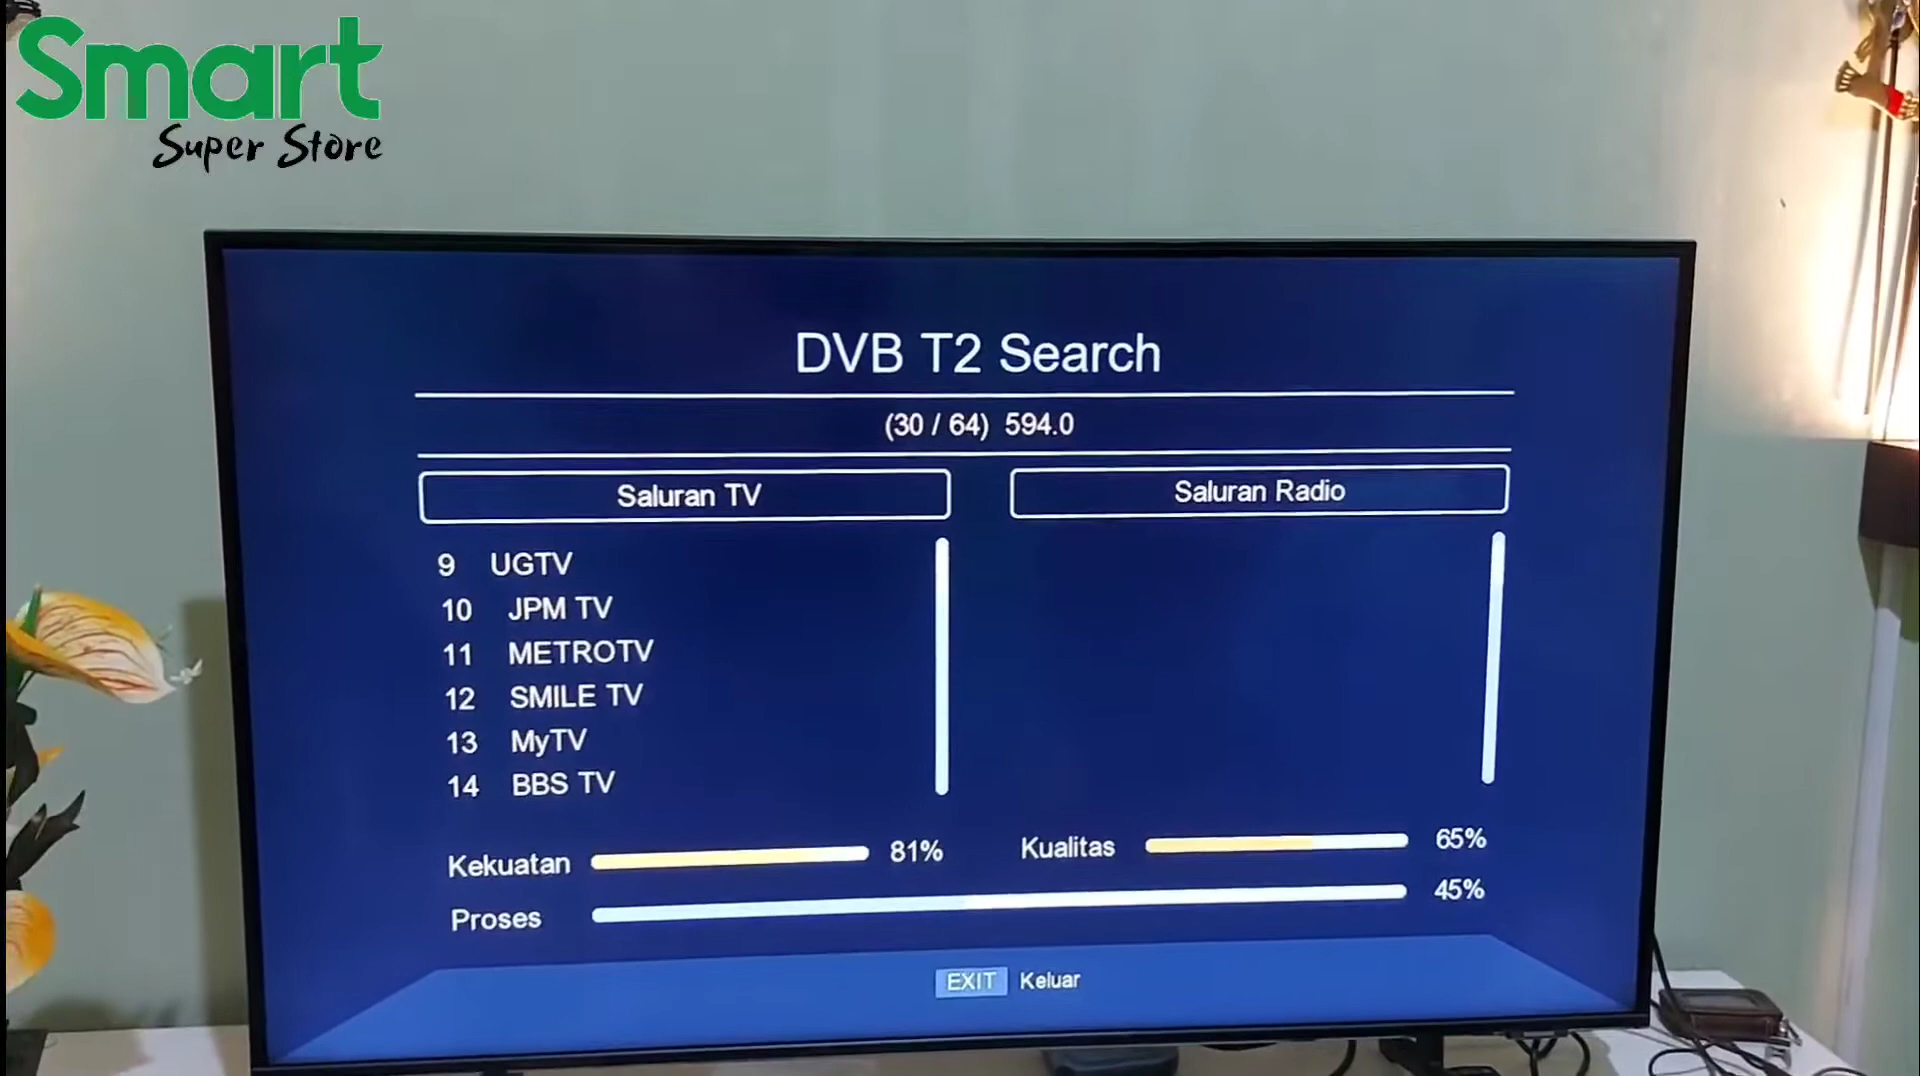 Smart
Super Store
DVB T2 Search
(30 / 64) 594.0
Saluran TV
Saluran Radio
9 UGTV
10 JPM TV
11 METROTV
12 SMILE TV
13 MyTV
14 BBS TV
Kekuatan 81%
Kualitas 65%
Proses 45%
EXIT Keluar